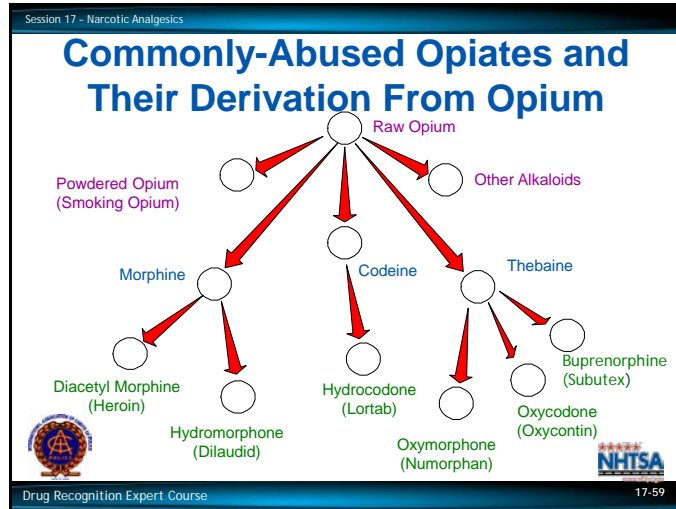 Session 17 - Narcotic Analgesics
Commonly-Abused Opiates and
Their Derivation From Opium
Raw Opium
Powdered Opium
(Smoking Opium)
Other Alkaloids
Morphine
Codeine
Thebaine
Diacetyl Morphine
(Heroin)
Hydromorphone
(Dilaudid)
Hydrocodone
(Lortab)
Oxymorphone
(Numorphan)
Oxycodone
(Oxycontin)
Buprenorphine
(Subutex)
NHTSA
Drug Recognition Expert Course
17-59